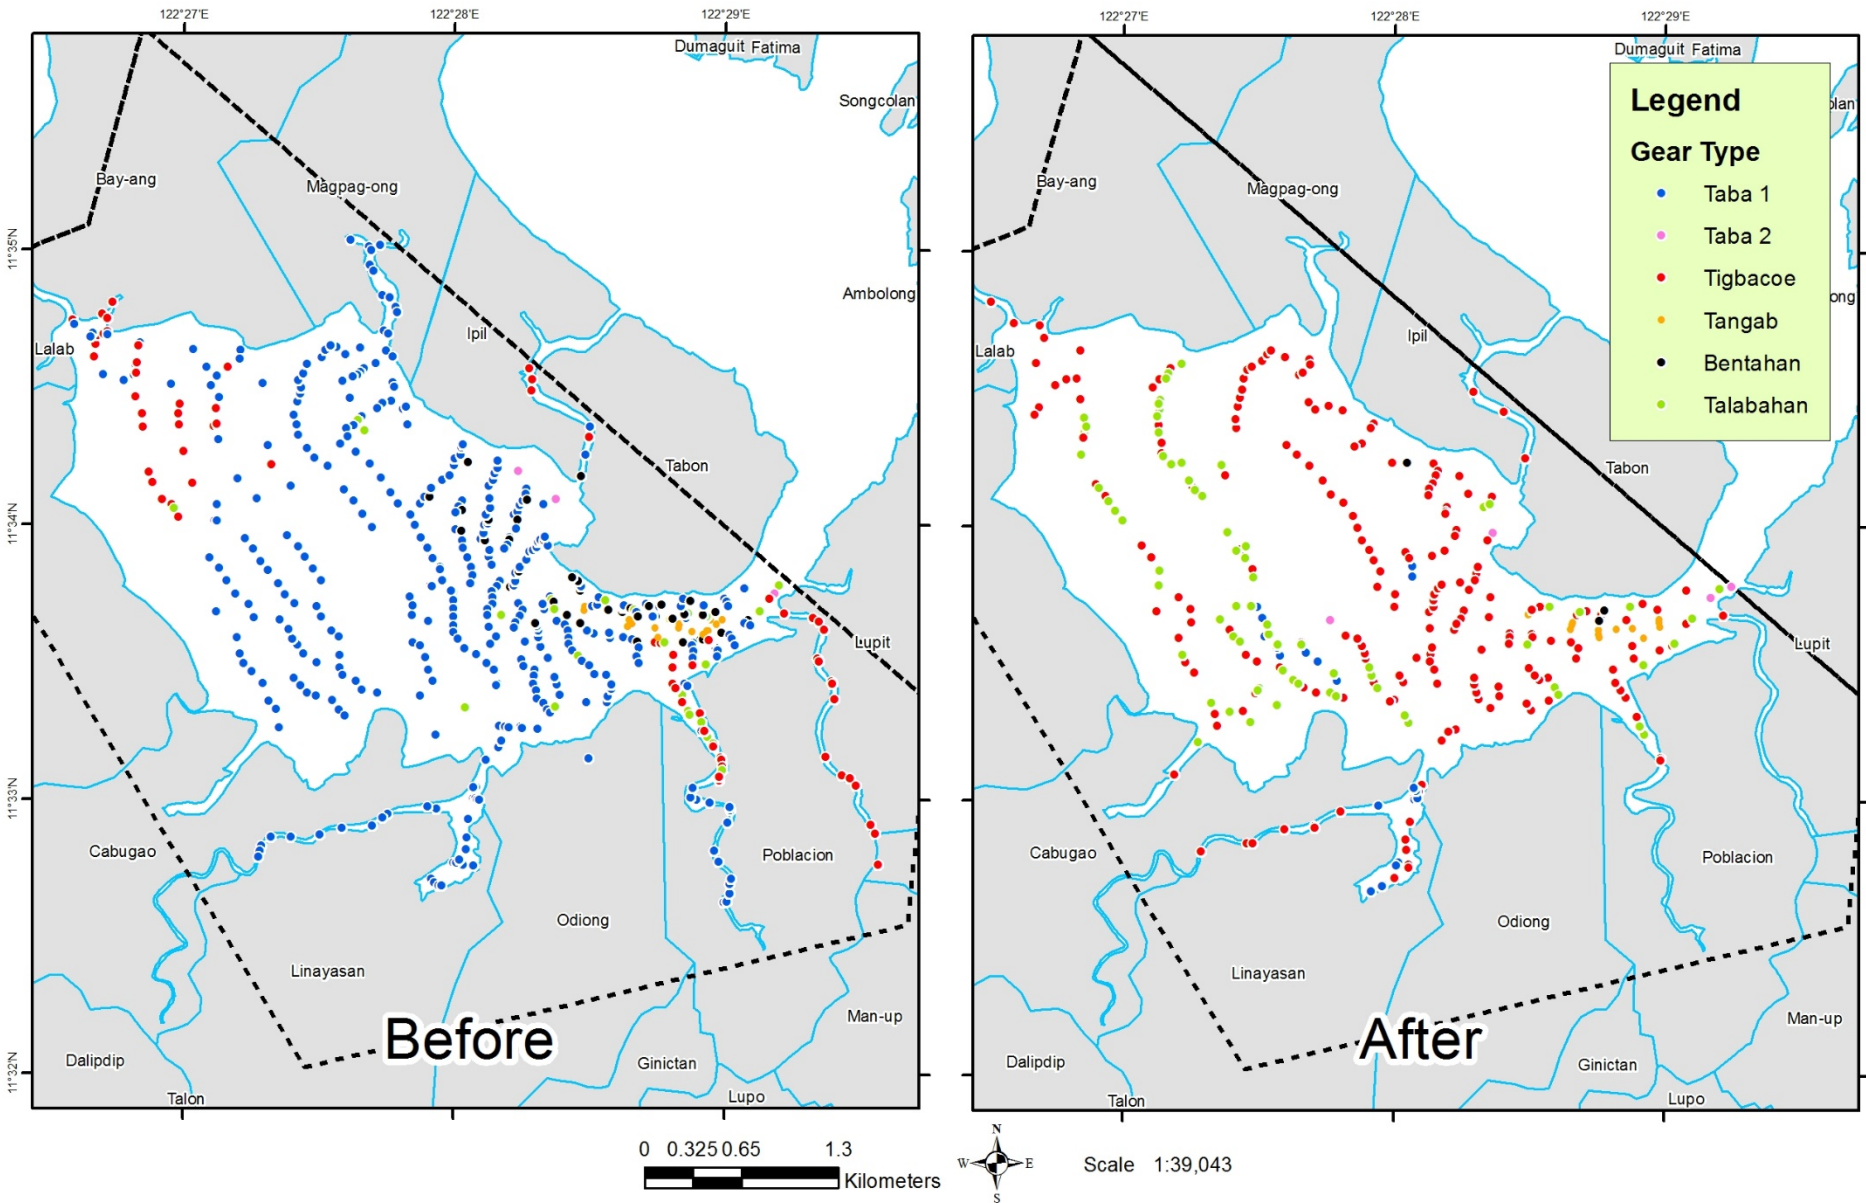 122°27'E
122°28'E
122°29'E
Dumaguit Fatima
Songcolan
Bay-ang
Magpag-ong
11°35'N
Ambolong
Ipil
Lalab
Tabon
11°34'N
Lupit
11°33'N
Cabugao
Poblacion
Odiong
Linayasan
Man-up
Before
Dalipdip
Ginictan
11°32'N
Talon
Lupo
122°27'E
122°28'E
122°29'E
Dumaguit Fatima
Legend
Gear Type
Taba 1
Taba 2
Tigbacoe
Tangab
Bentahan
Talabahan
olan
Bay-ang
Magpag-ong
ong
Ipil
Lalab
Tabon
Lupit
Cabugao
Poblacion
Odiong
Linayasan
Man-up
After
Dalipdip
Ginictan
Talon
Lupo
0 0.325 0.65 1.3
Kilometers
N
W E
S
Scale 1:39,043